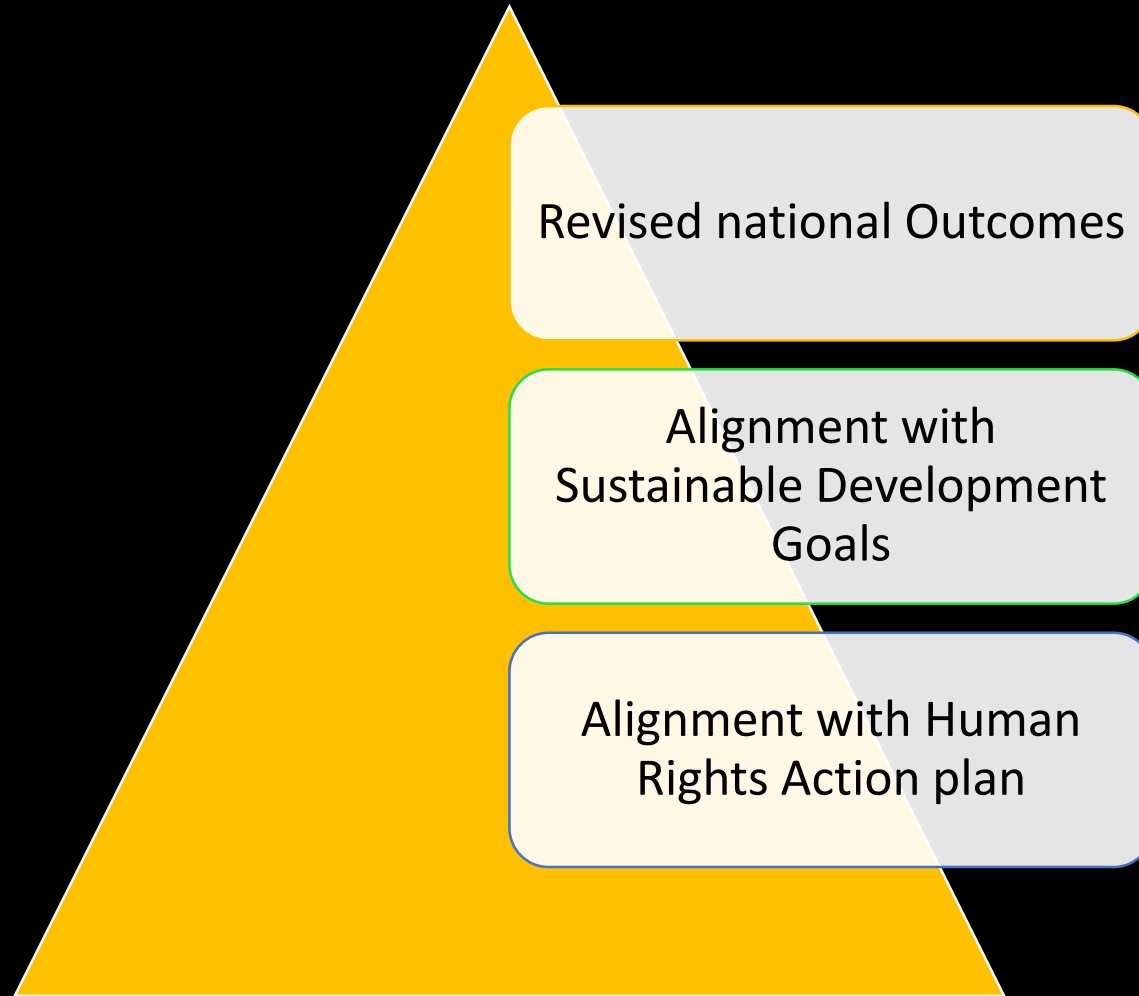 Revised national Outcomes
Alignment with
Sustainable Development
Goals
Alignment with Human
Rights Action plan